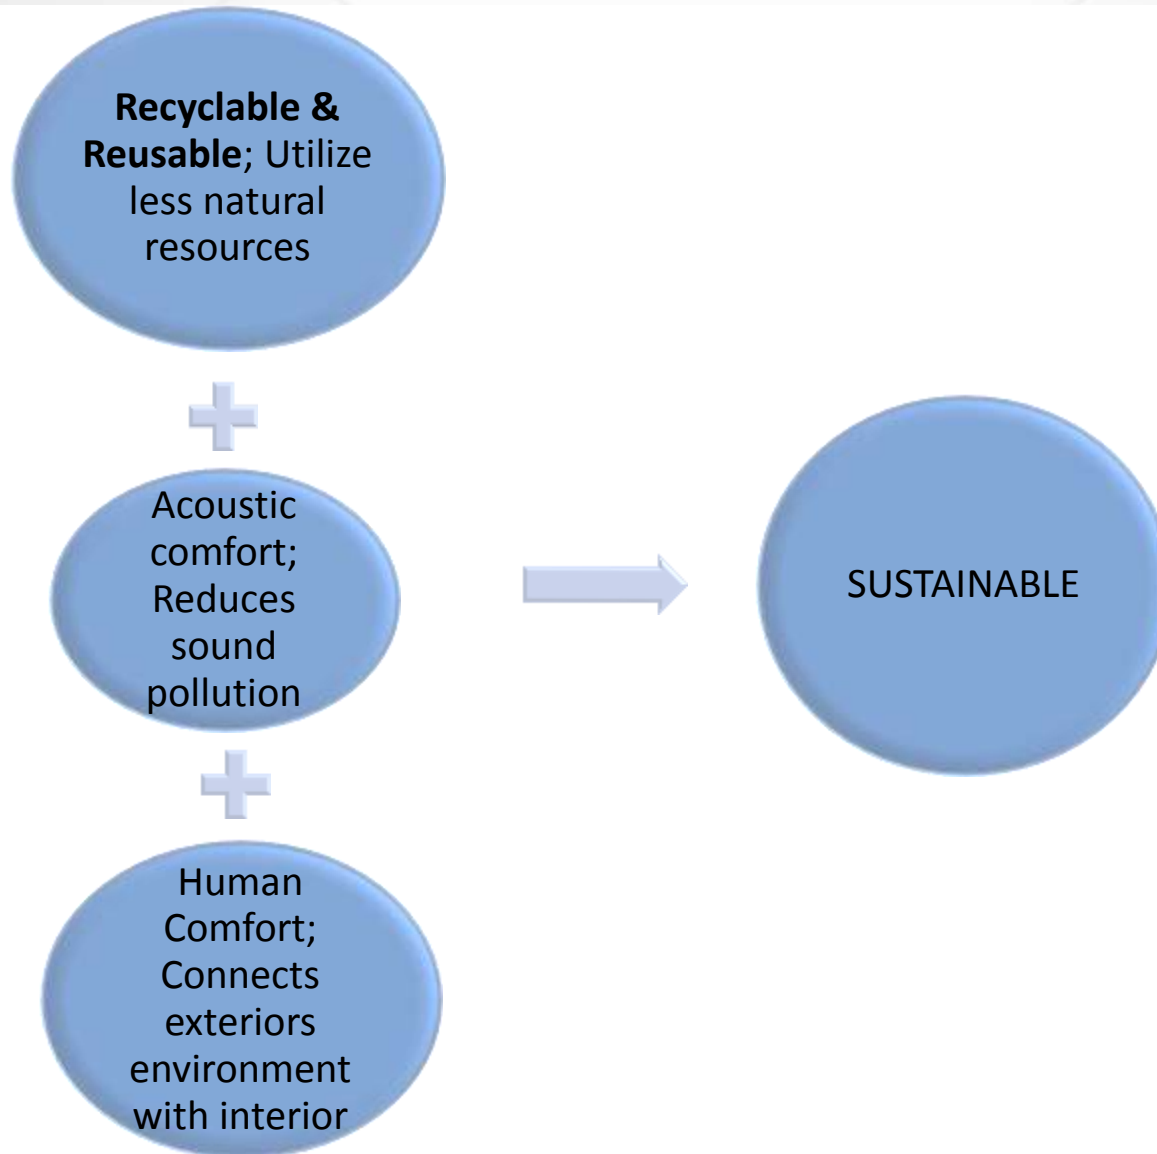 Recyclable &
Reusable; Utilize
less natural
resources
Acoustic
comfort;
Reduces
sound
pollution
Human
Comfort;
Connects
exteriors
environment
with interior
SUSTAINABLE